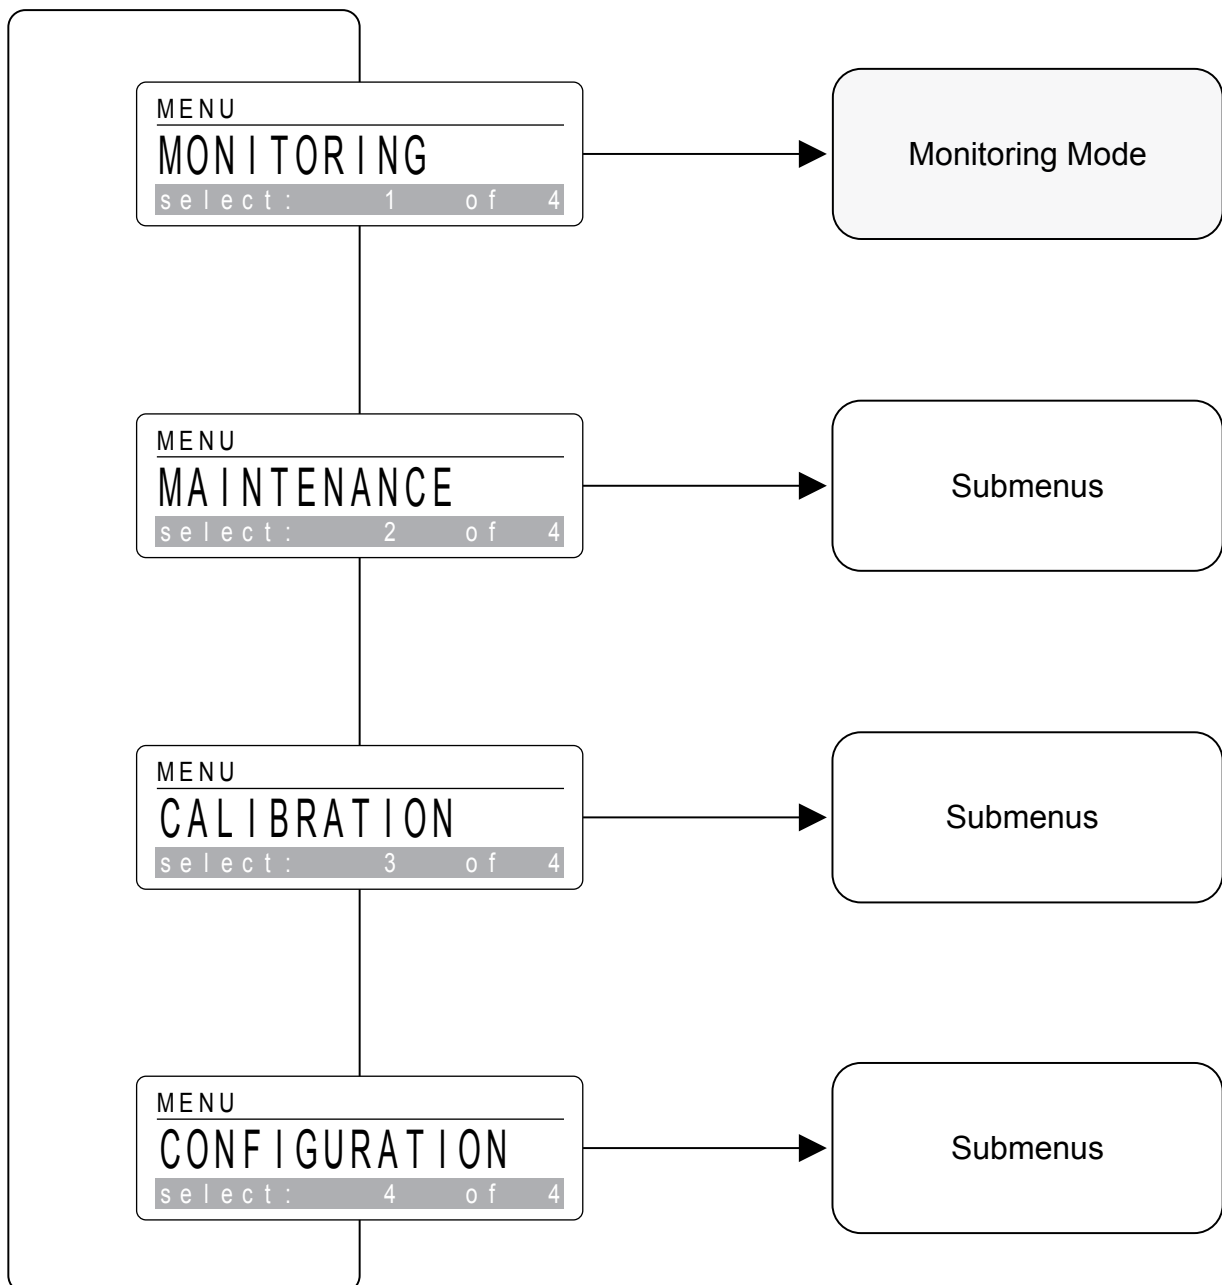 MENU
MONITORING
select: 1 of 4
Monitoring Mode
MENU
MAINTENANCE
select: 2 of 4
Submenus
MENU
CALIBRATION
select: 3 of 4
Submenus
MENU
CONFIGURATION
select: 4 of 4
Submenus